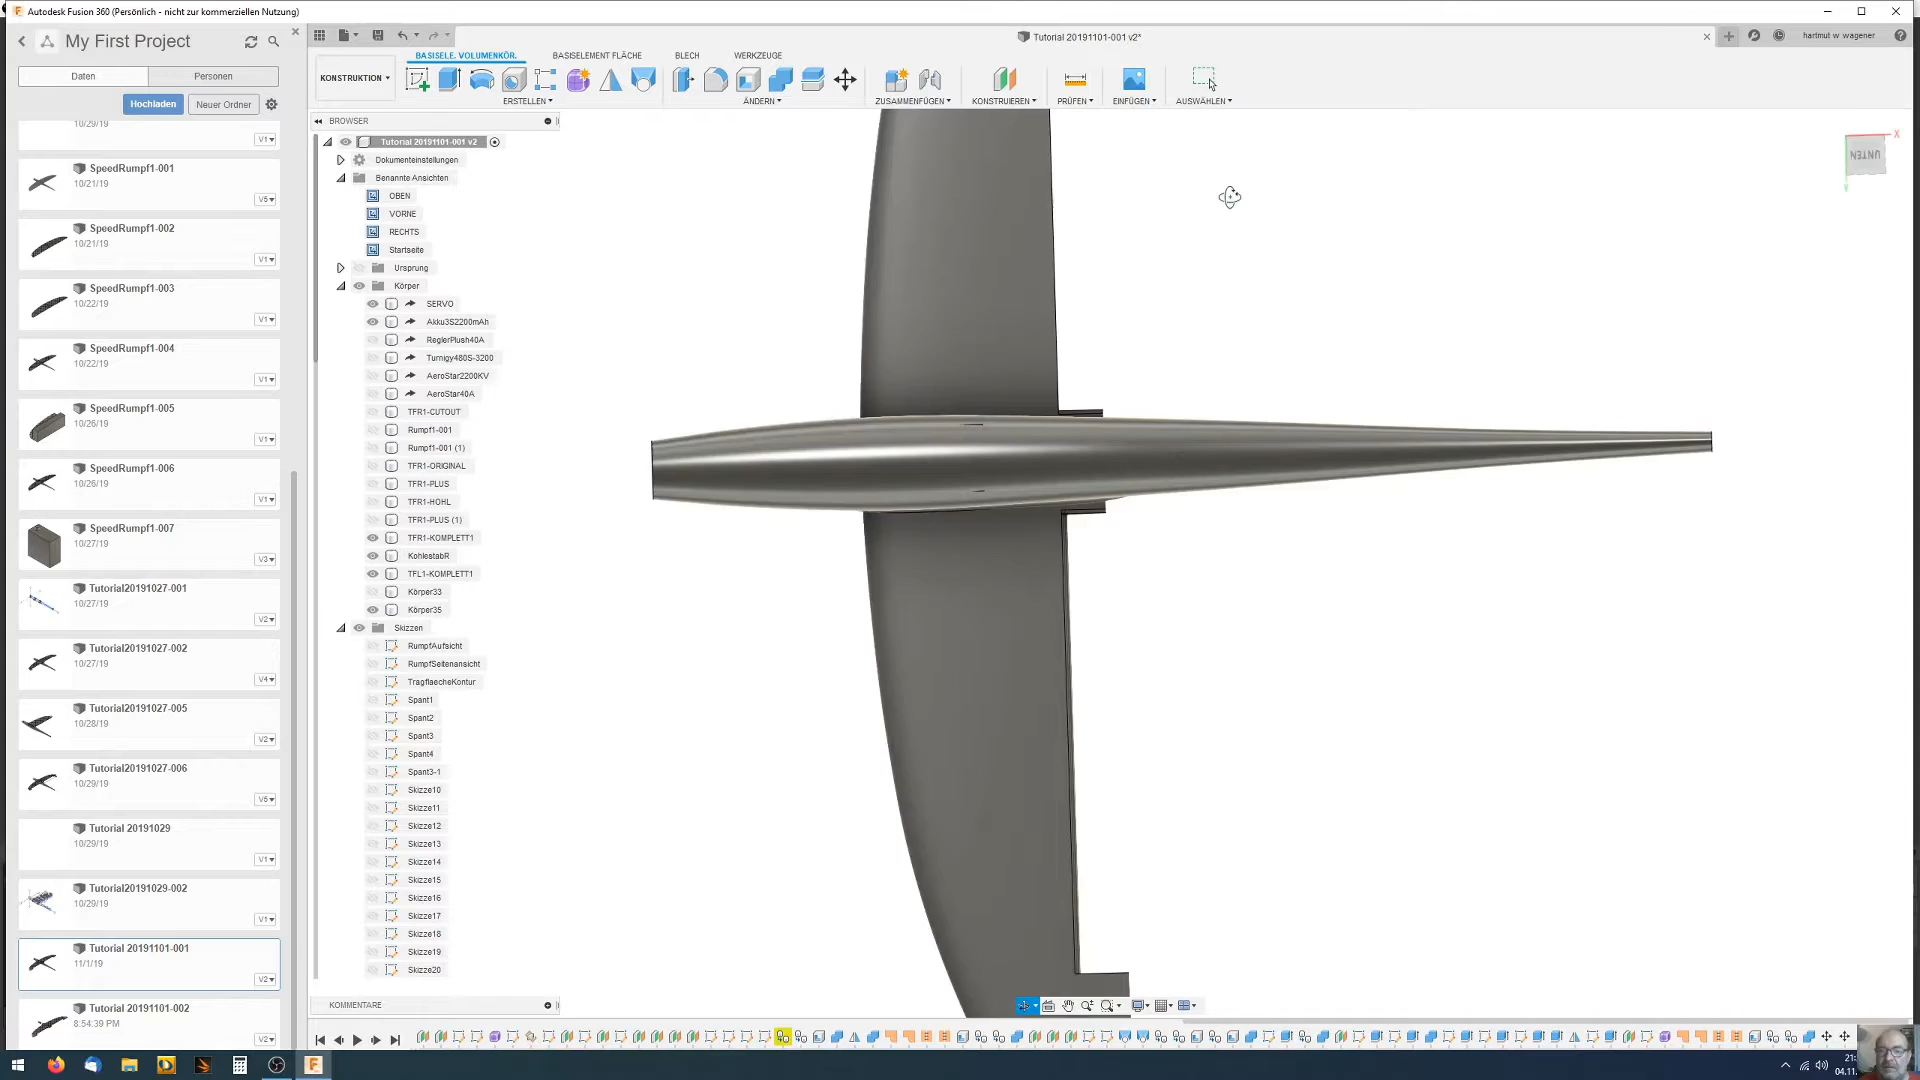 Autodesk Fusion 360 (Persönlich - nicht zur kommerziellen Nutzung)
My First Project
Daten
Personen
Hochladen
Neuer Ordner
10/29/19
V1
SpeedRumpf1-001
10/21/19
V5
SpeedRumpf1-002
10/21/19
V1
SpeedRumpf1-003
10/22/19
V1
SpeedRumpf1-004
10/22/19
V1
SpeedRumpf1-005
10/26/19
V1
SpeedRumpf1-006
10/26/19
V1
SpeedRumpf1-007
10/27/19
V3
Tutorial20191027-001
10/27/19
V2
Tutorial20191027-002
10/27/19
V4
Tutorial20191027-005
10/28/19
V2
Tutorial20191027-006
10/29/19
V5
Tutorial 20191029
10/29/19
V1
Tutorial20191029-002
10/29/19
V1
Tutorial 20191101-001
11/1/19
V2
Tutorial 20191101-002
8:54:39 PM
V2
Tutorial 20191101-001 v2*
hartmut w wagener
KONSTRUKTION
BASISELE. VOLUMENKÖR.
BASISELEMENT FLÄCHE
BLECH
WERKZEUGE
ERSTELLEN
ÄNDERN
ZUSAMMENFÜGEN
KONSTRUIEREN
PRÜFEN
EINFÜGEN
AUSWÄHLEN
BROWSER
Tutorial 20191101-001 v2
Dokumenteinstellungen
Benannte Ansichten
OBEN
VORNE
RECHTS
Startseite
Ursprung
Körper
SERVO
Akku3S2200mAh
ReglerPlush40A
Turnigy480S-3200
AeroStar2200KV
AeroStar40A
TFR1-CUTOUT
Rumpf1-001
Rumpf1-001 (1)
TFR1-ORIGINAL
TFR1-PLUS
TFR1-HOHL
TFR1-PLUS (1)
TFR1-KOMPLETT1
KohlestabR
TFL1-KOMPLETT1
Körper33
Körper35
Skizzen
RumpfAufsicht
RumpfSeitenansicht
TragflaecheKontur
Spant1
Spant2
Spant3
Spant4
Spant3-1
Skizze10
Skizze11
Skizze12
Skizze13
Skizze14
Skizze15
Skizze16
Skizze17
Skizze18
Skizze19
Skizze20
KOMMENTARE
X
UNTEN
Y
21:
04.11.